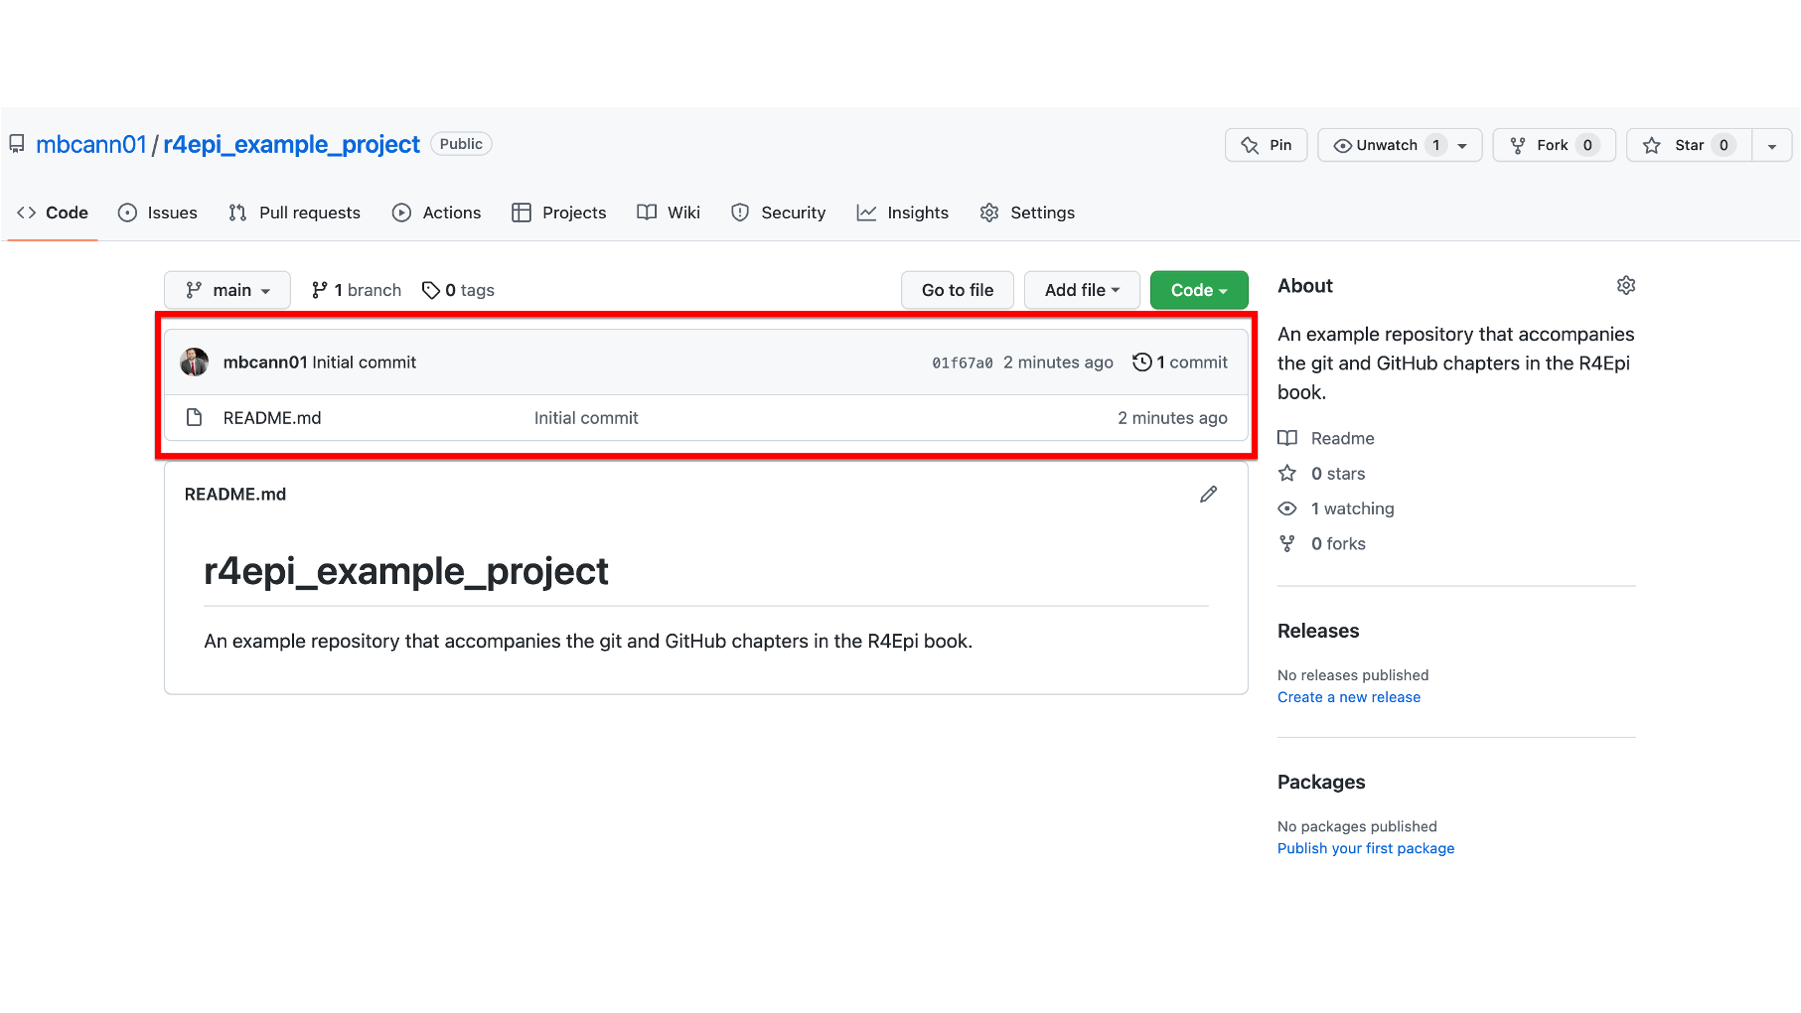 mbcann01 / r4epi_example_project Public
Pin Unwatch 1 Fork 0 Star 0
Code Issues Pull requests Actions Projects Wiki Security Insights Settings
main 1 branch 0 tags Go to file Add file Code
mbcann01 Initial commit 01f67a0 2 minutes ago 1 commit
README.md Initial commit 2 minutes ago
README.md
r4epi_example_project
An example repository that accompanies the git and GitHub chapters in the R4Epi book.
About
An example repository that accompanies
the git and GitHub chapters in the R4Epi
book.
Readme
0 stars
1 watching
0 forks
Releases
No releases published
Create a new release
Packages
No packages published
Publish your first package